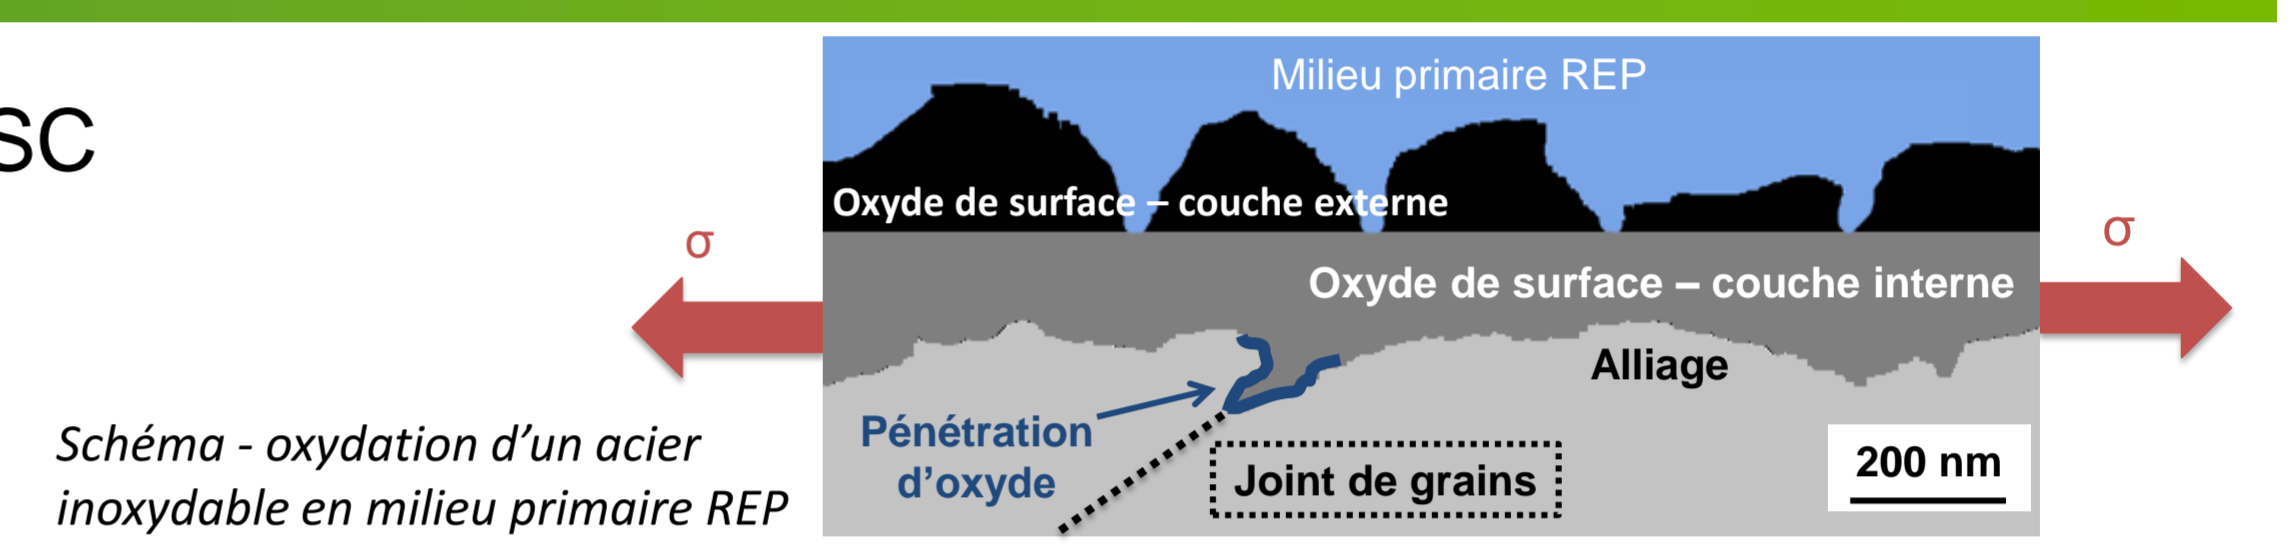 Milieu primaire REP
SC
Oxyde de surface – couche externe
σ
σ
Oxyde de surface – couche interne
Alliage
Pénétration
d’oxyde
Schéma - oxydation d’un acier
inoxydable en milieu primaire REP
Joint de grains
200 nm